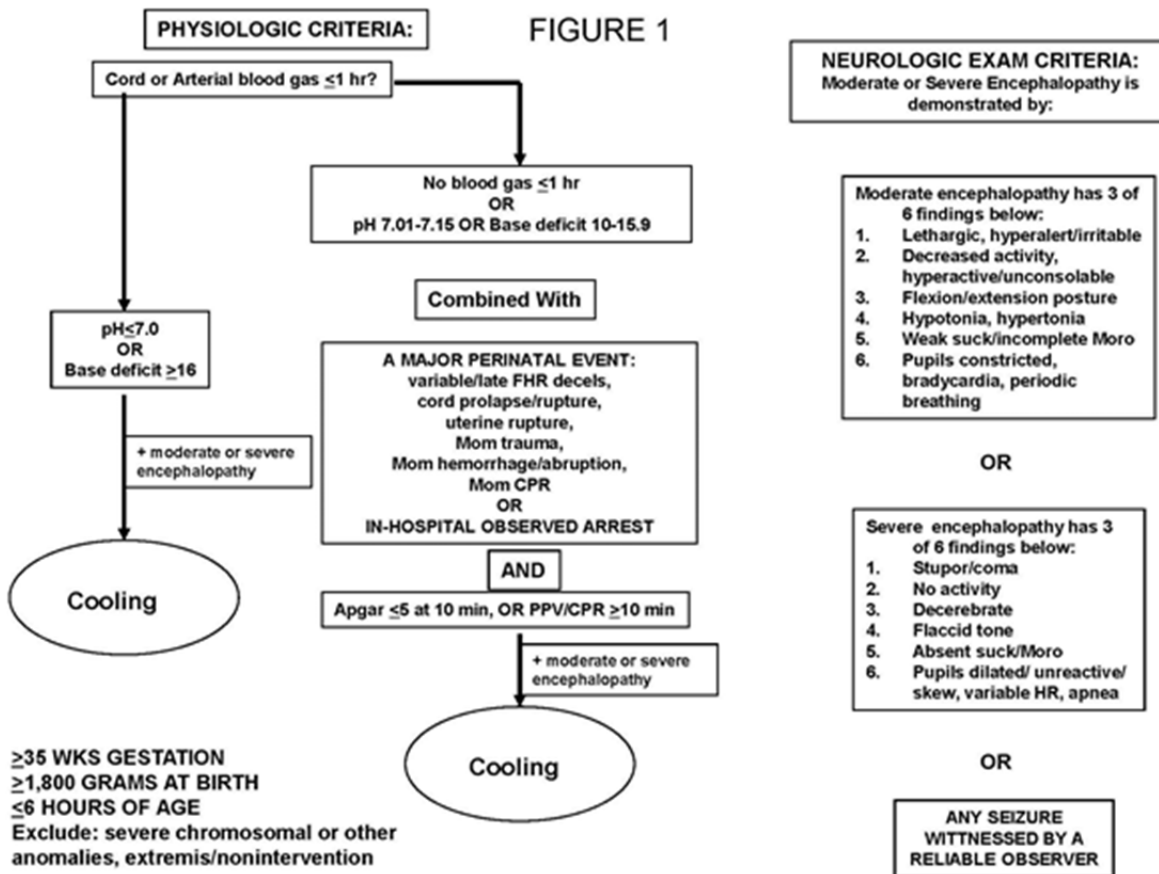 PHYSIOLOGIC CRITERIA:
FIGURE 1
Cord or Arterial blood gas ≤1 hr?
No blood gas ≤1 hr
OR
pH 7.01-7.15 OR Base deficit 10-15.9
Combined With
pH≤7.0
OR
Base deficit ≥16
A MAJOR PERINATAL EVENT:
variable/late FHR decels,
cord prolapse/rupture,
uterine rupture,
Mom trauma,
Mom hemorrhage/abruption,
Mom CPR
OR
IN-HOSPITAL OBSERVED ARREST
+ moderate or severe
encephalopathy
Cooling
AND
Apgar ≤5 at 10 min, OR PPV/CPR ≥10 min
+ moderate or severe
encephalopathy
Cooling
≥35 WKS GESTATION
≥1,800 GRAMS AT BIRTH
≤6 HOURS OF AGE
Exclude: severe chromosomal or other
anomalies, extremis/nonintervention
NEUROLOGIC EXAM CRITERIA:
Moderate or Severe Encephalopathy is
demonstrated by:
Moderate encephalopathy has 3 of
6 findings below:
1. Lethargic, hyperalert/irritable
2. Decreased activity,
hyperactive/unconsolable
3. Flexion/extension posture
4. Hypotonia, hypertonia
5. Weak suck/incomplete Moro
6. Pupils constricted,
bradycardia, periodic
breathing
OR
Severe encephalopathy has 3
of 6 findings below:
1. Stupor/coma
2. No activity
3. Decerebrate
4. Flaccid tone
5. Absent suck/Moro
6. Pupils dilated/ unreactive/
skew, variable HR, apnea
OR
ANY SEIZURE
WITTNESSED BY A
RELIABLE OBSERVER